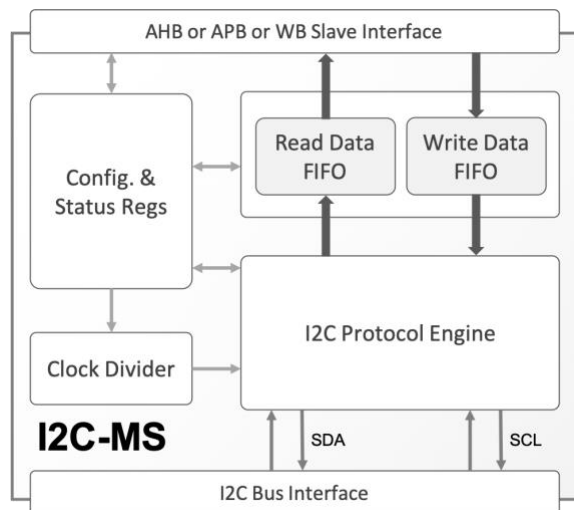 AHB or APB or WB Slave Interface
Config. &
Status Regs
Read Data
FIFO
Write Data
FIFO
I2C Protocol Engine
Clock Divider
I2C-MS
SDA
SCL
I2C Bus Interface